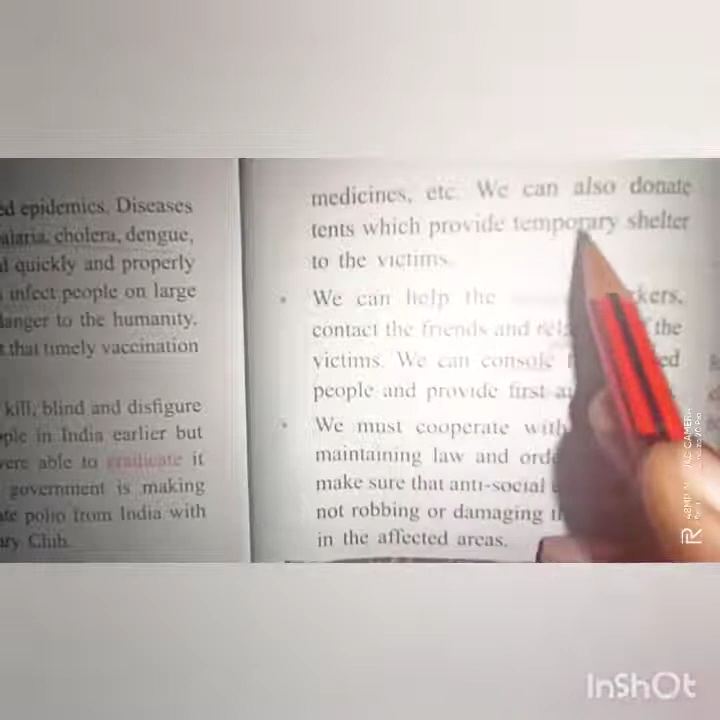 ed epidemics. Diseases
alaria, cholera, dengue,
d quickly and properly
infect people on large
danger to the humanity.
that timely vaccination
kill, blind and disfigure
ple in India earlier but
were able to eradicate it
government is making
ate polio from India with
ary Chih
medicines, etc. We can also donate
tents which provide temporary shelter
to the victims.
• We can help the kers,
contact the friends and the
victims. We can console ed
people and provide first
• We must cooperate with
maintaining law and orde
make sure that anti-social
not robbing or damaging
in the affected areas.
InShOt